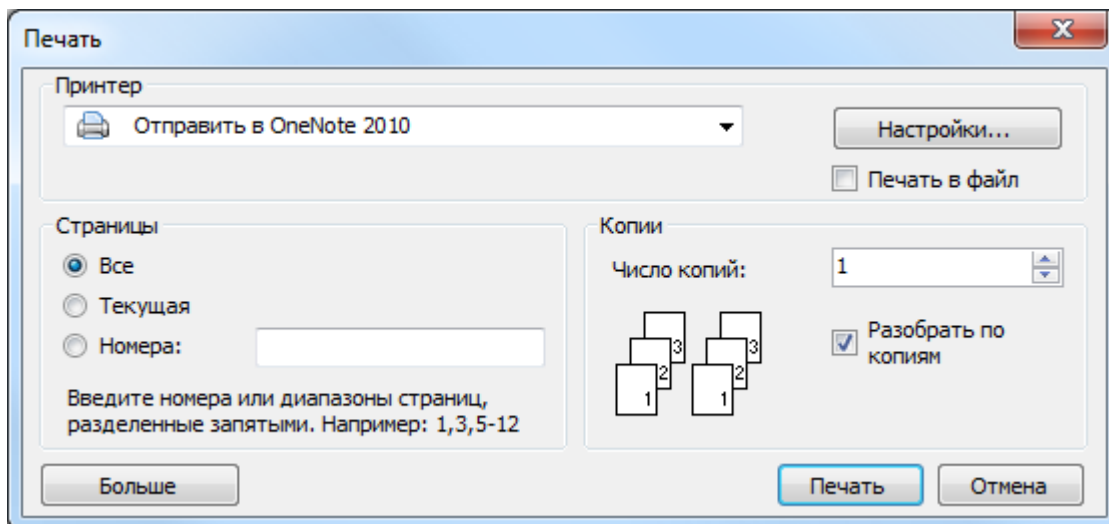 Печать
Принтер
Отправить в OneNote 2010
Настройки...
Печать в файл
Страницы
Все
Текущая
Номера:
Введите номера или диапазоны страниц,
разделенные запятыми. Например: 1,3,5-12
Копии
Число копий:
1
3 3
2 2
1 1
Разобрать по
копиям
Больше
Печать
Отмена